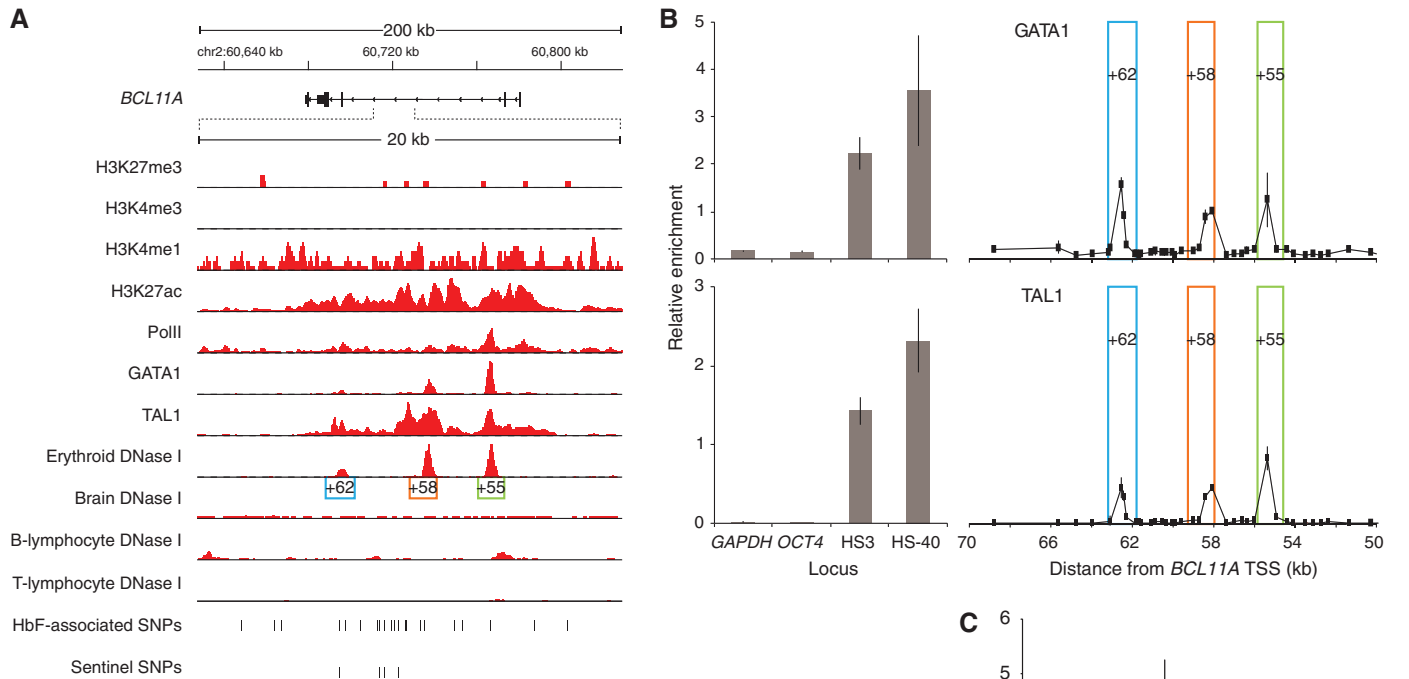 A
200 kb
chr2:60,640 kb
60,720 kb
60,800 kb
BCL11A
20 kb
H3K27me3
H3K4me3
H3K4me1
H3K27ac
PolII
GATA1
TAL1
Erythroid DNase I
+62
+58
+55
Brain DNase I
B-lymphocyte DNase I
T-lymphocyte DNase I
HbF-associated SNPs
Sentinel SNPs
B
Relative enrichment
5
4
3
2
1
0
GATA1
+62
+58
+55
3
2
1
0
TAL1
+62
+58
+55
GAPDH OCT4 HS3 HS-40
Locus
70 66 62 58 54 50
Distance from BCL11A TSS (kb)
C
6
5